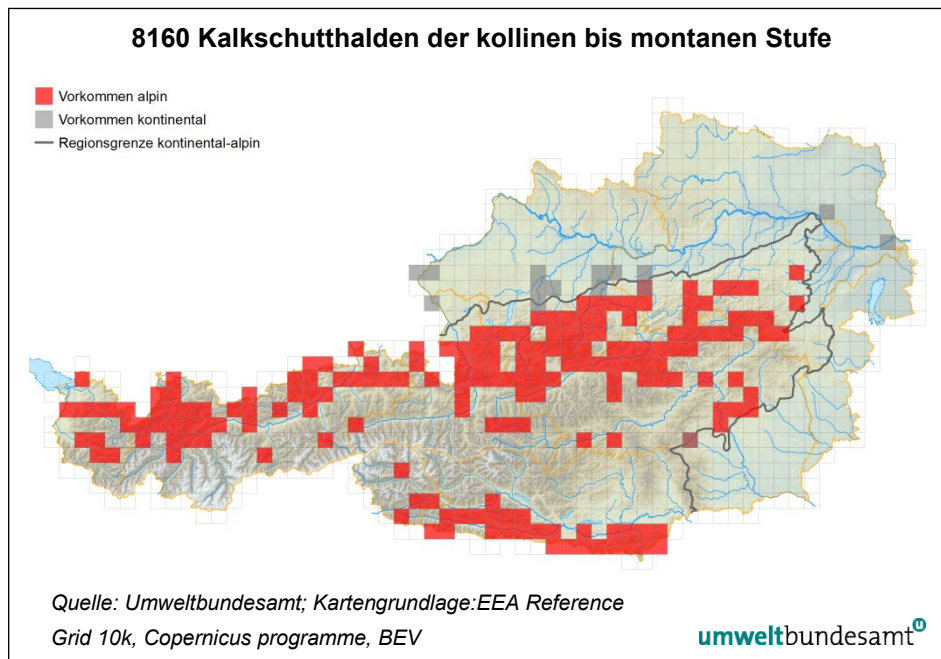 8160 Kalkschutthalden der kollinen bis montanen Stufe
Vorkommen alpin
Vorkommen kontinental
Regionsgrenze kontinental-alpin
Quelle: Umweltbundesamt; Kartengrundlage:EEA Reference
Grid 10k, Copernicus programme, BEV
umweltbundesamt
u